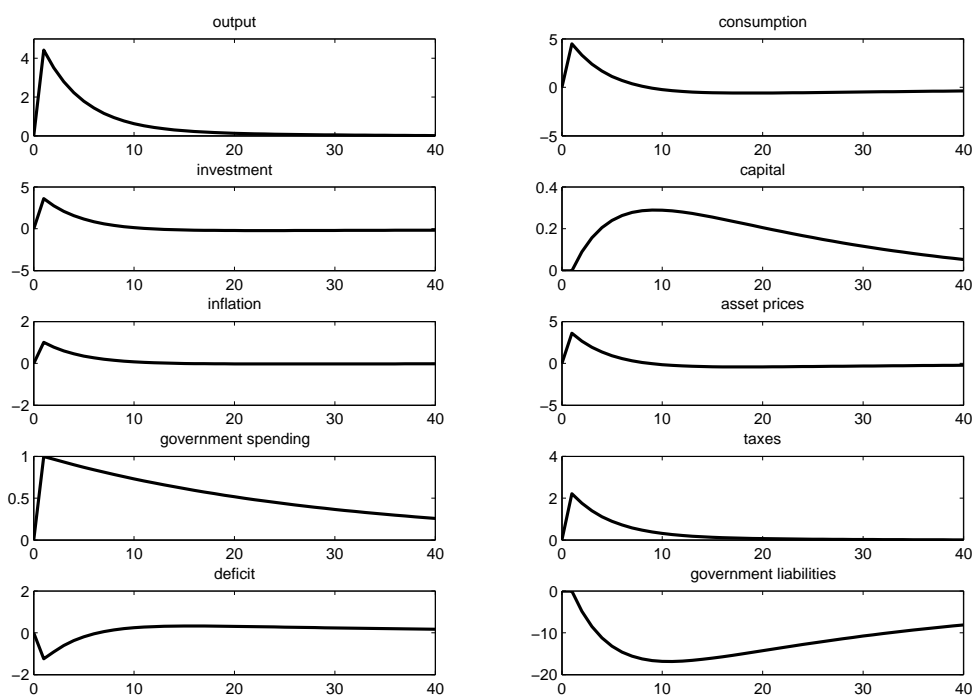 output
4
2
0
0 10 20 30 40
consumption
5
0
−5
0 10 20 30 40
investment
5
0
−5
0 10 20 30 40
capital
0.4
0.2
0
0 10 20 30 40
inflation
2
0
−2
0 10 20 30 40
asset prices
5
0
−5
0 10 20 30 40
government spending
1
0.5
0
0 10 20 30 40
taxes
4
2
0
0 10 20 30 40
deficit
2
0
−2
0 10 20 30 40
government liabilities
0
−10
−20
0 10 20 30 40